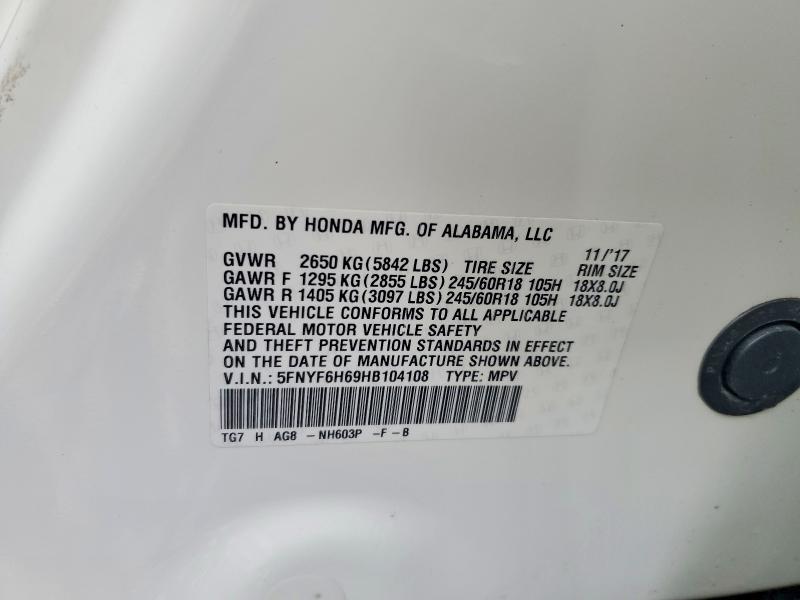 MFD. BY HONDA MFG. OF ALABAMA, LLC
11/'17
GVWR 2650 KG (5842 LBS) TIRE SIZE RIM SIZE
GAWR F 1295 KG (2855 LBS) 245/60R18 105H 18X8.0J
GAWR R 1405 KG (3097 LBS) 245/60R18 105H 18X8.0J
THIS VEHICLE CONFORMS TO ALL APPLICABLE
FEDERAL MOTOR VEHICLE SAFETY
AND THEFT PREVENTION STANDARDS IN EFFECT
ON THE DATE OF MANUFACTURE SHOWN ABOVE.
V.I.N.: 5FNYF6H69HB104108 TYPE: MPV
TG7 H AG8 -NH603P -F -B